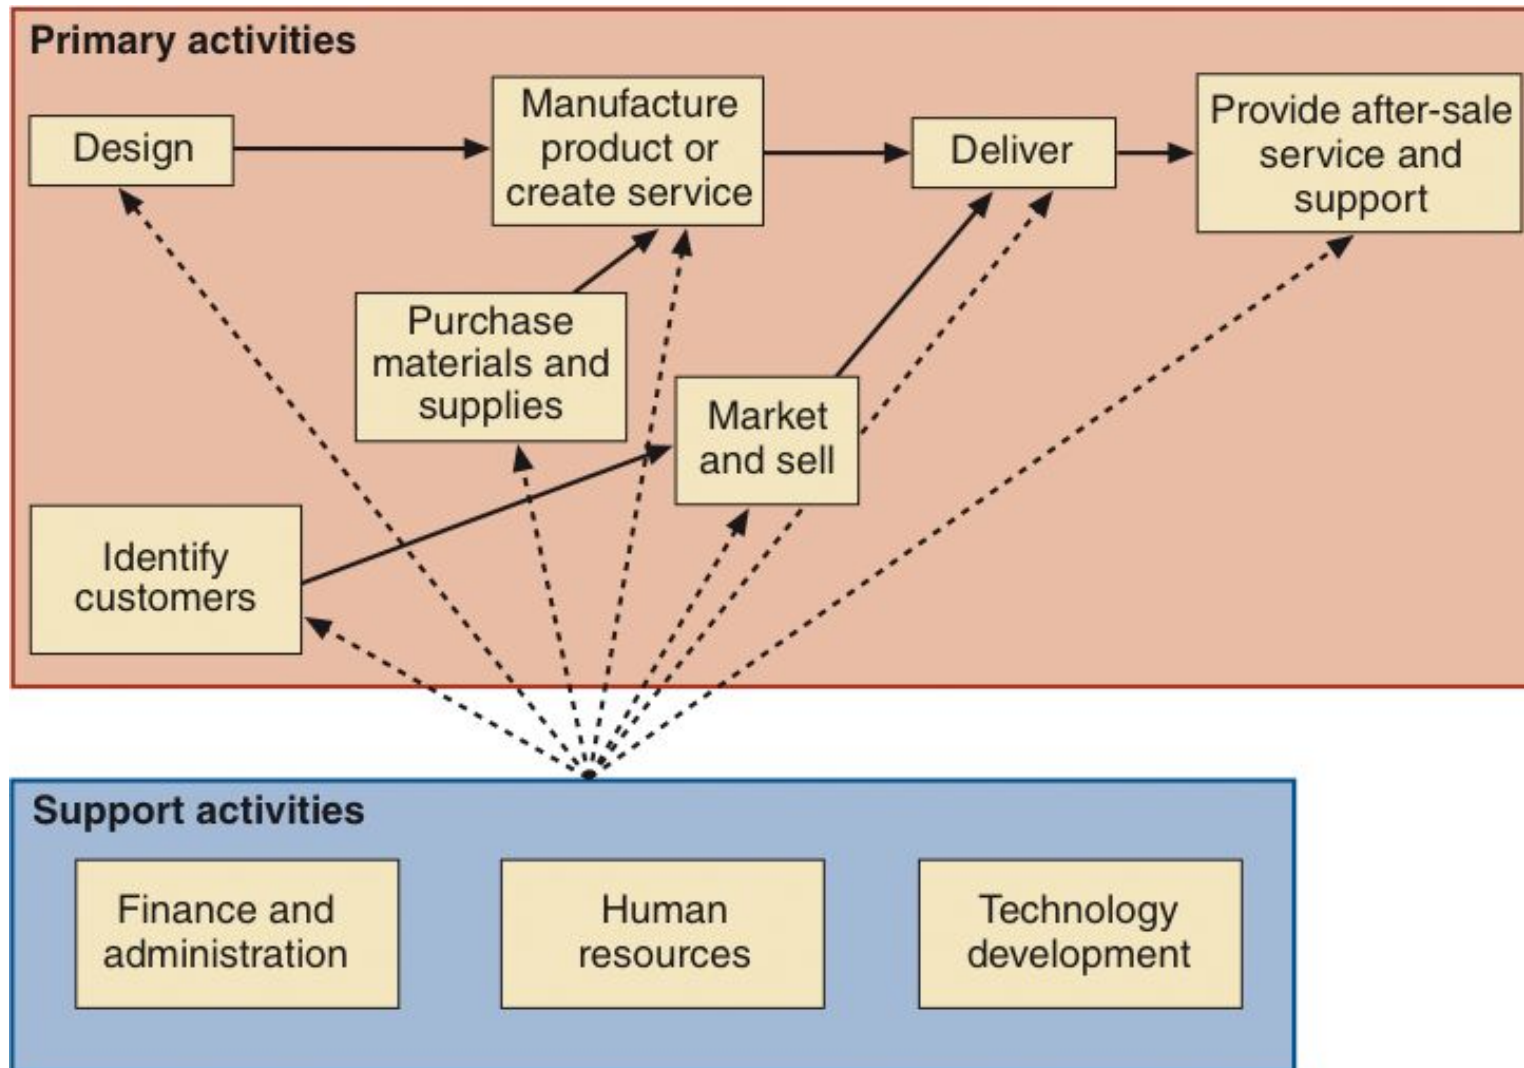 Primary activities
Design
Manufacture
product or
create service
Deliver
Provide after-sale
service and
support
Purchase
materials and
supplies
Market
and sell
Identify
customers
Support activities
Finance and
administration
Human
resources
Technology
development